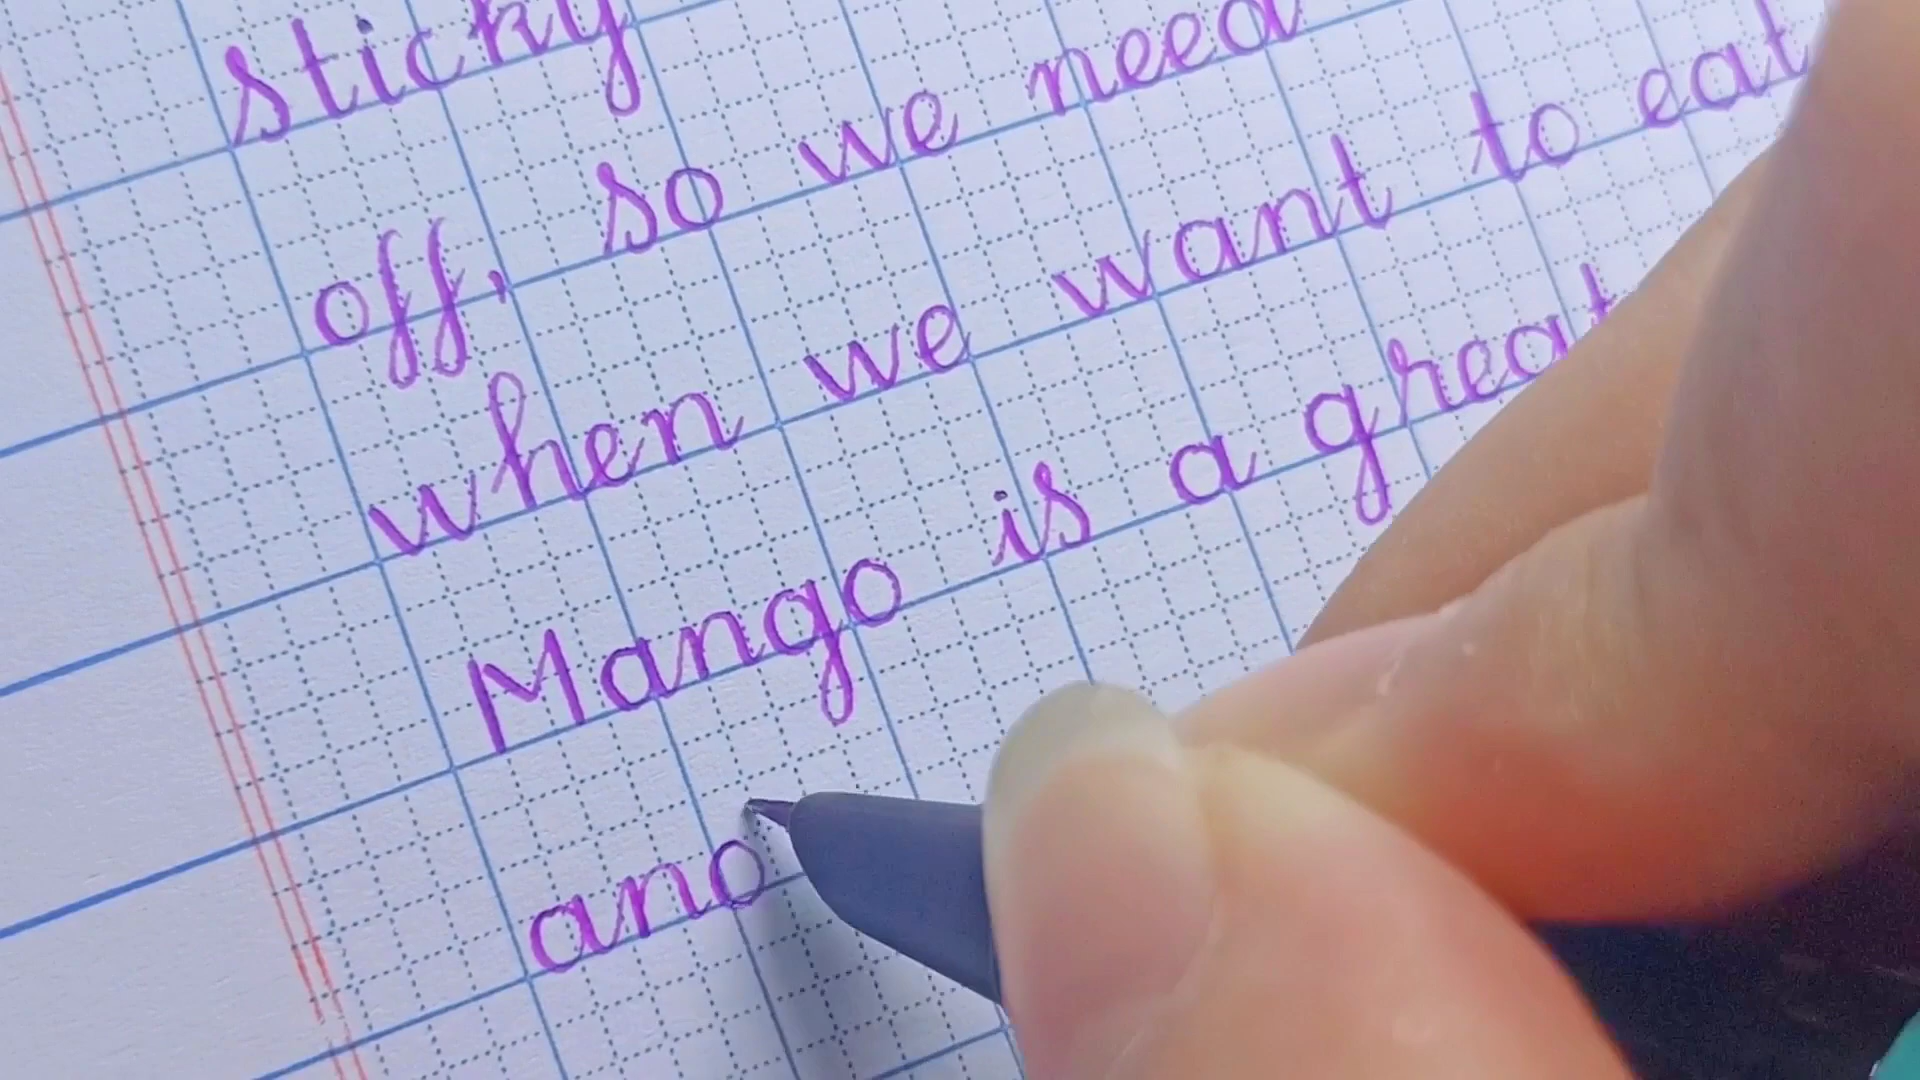 sticky
off, so we need
when we want to eat
Mango is a great
ano